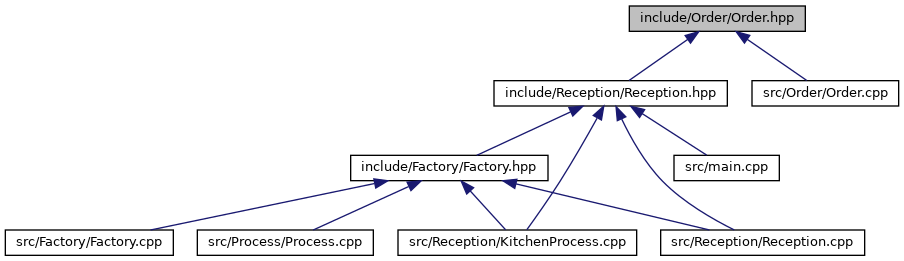 include/Order/Order.hpp
include/Reception/Reception.hpp
src/Order/Order.cpp
include/Factory/Factory.hpp
src/main.cpp
src/Factory/Factory.cpp
src/Process/Process.cpp
src/Reception/KitchenProcess.cpp
src/Reception/Reception.cpp